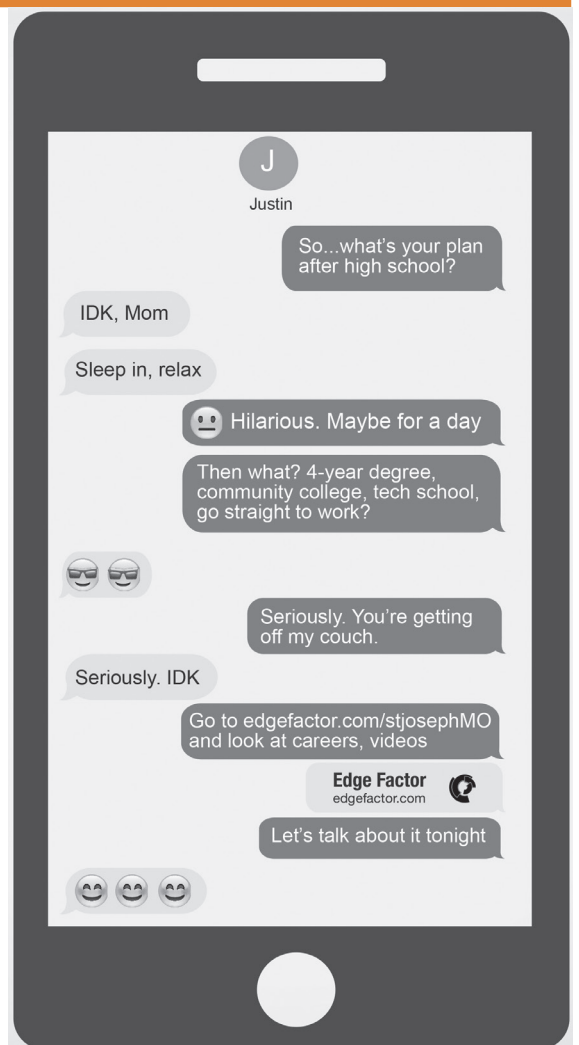 J
Justin
So...what's your plan
after high school?
IDK, Mom
Sleep in, relax
Hilarious. Maybe for a day
Then what? 4-year degree,
community college, tech school,
go straight to work?
Seriously. You're getting
off my couch.
Seriously. IDK
Go to edgefactor.com/stjosephMO
and look at careers, videos
Edge Factor
edgefactor.com
Let's talk about it tonight